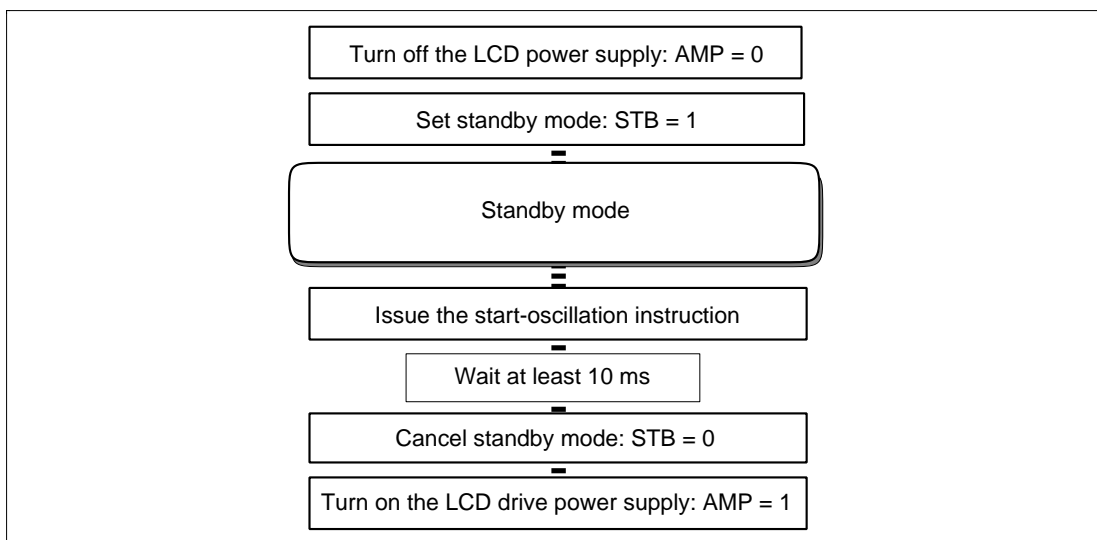 Turn off the LCD power supply: AMP = 0
Set standby mode: STB = 1
Standby mode
Issue the start-oscillation instruction
Wait at least 10 ms
Cancel standby mode: STB = 0
Turn on the LCD drive power supply: AMP = 1